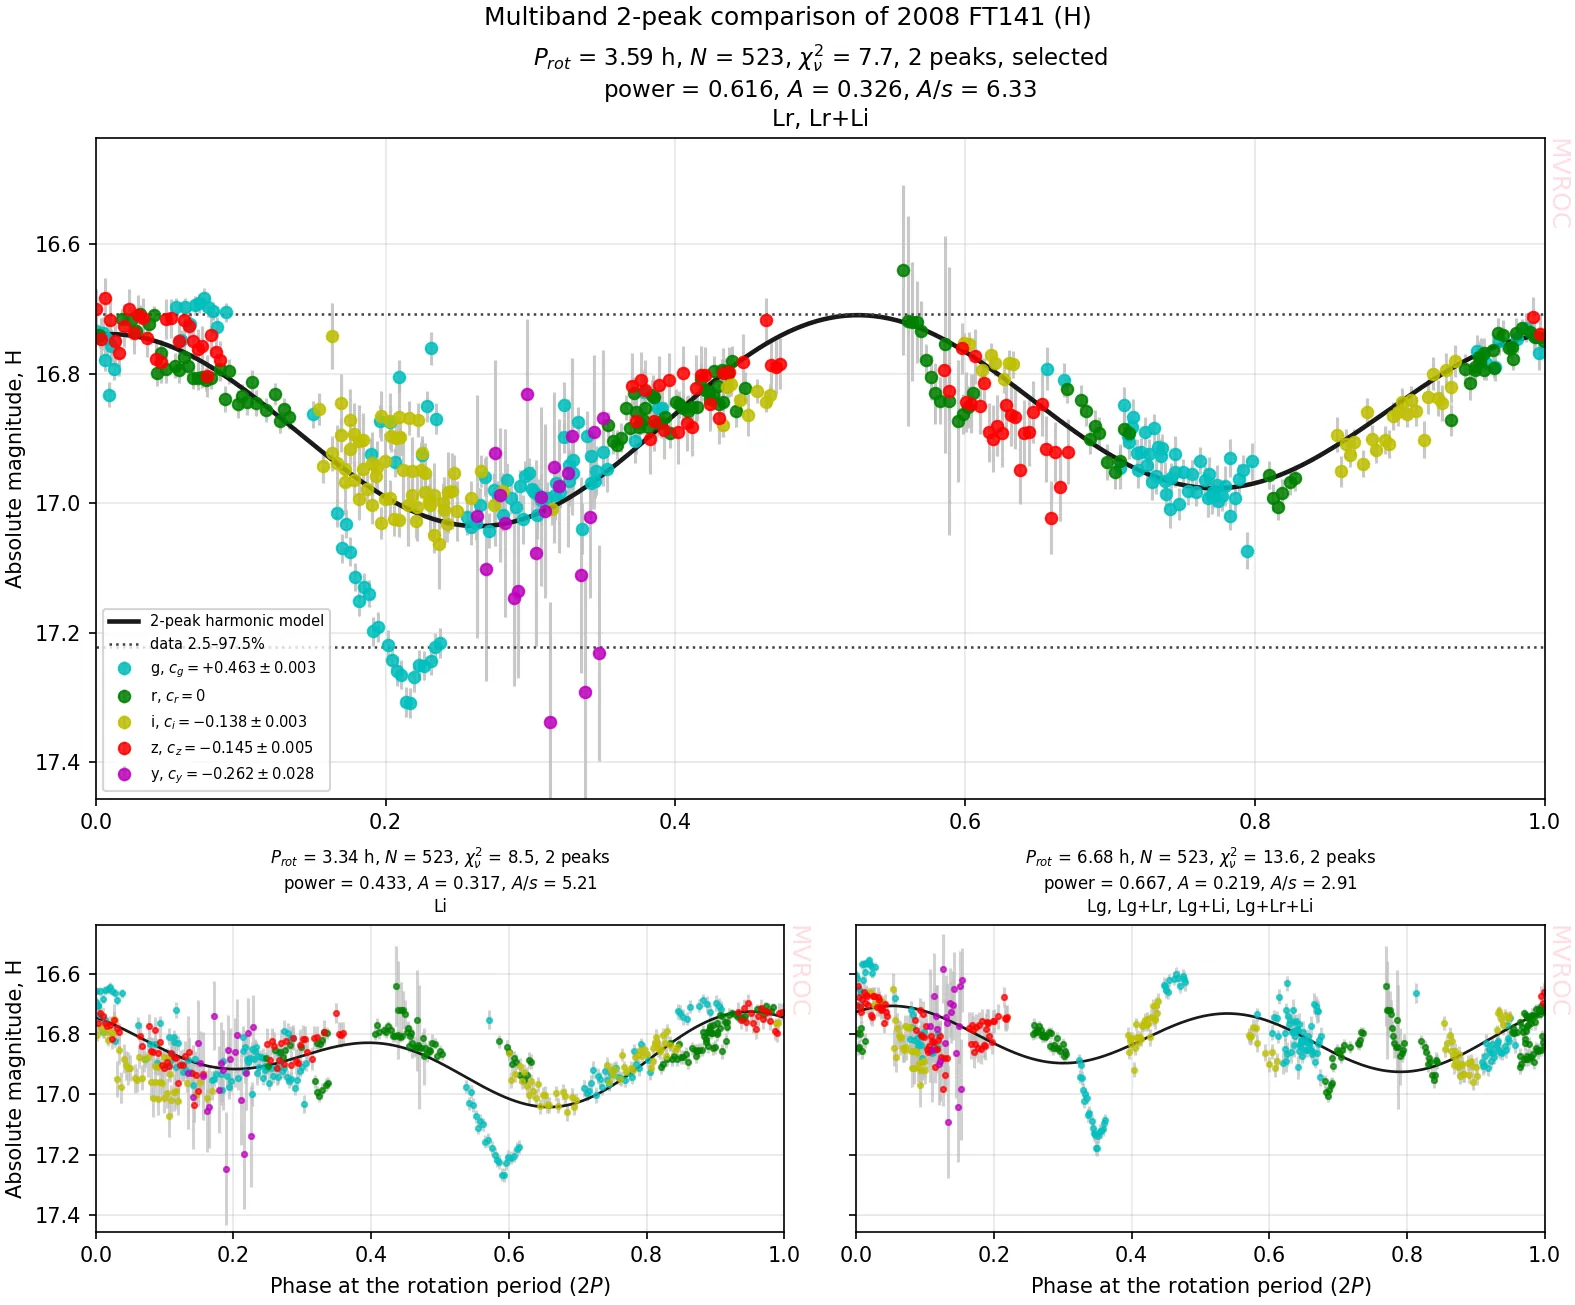 Multiband 2-peak comparison of 2008 FT141 (H)
P_rot = 3.59 h, N = 523, χ²_ν = 7.7, 2 peaks, selected
power = 0.616, A = 0.326, A/s = 6.33
Lr, Lr+Li
MVROC
Absolute magnitude, H
16.6
16.8
17.0
17.2
17.4
2-peak harmonic model
data 2.5–97.5%
g, c_g = +0.463 ± 0.003
r, c_r = 0
i, c_i = −0.138 ± 0.003
z, c_z = −0.145 ± 0.005
y, c_y = −0.262 ± 0.028
0.0 0.2 0.4 0.6 0.8 1.0
P_rot = 3.34 h, N = 523, χ²_ν = 8.5, 2 peaks
power = 0.433, A = 0.317, A/s = 5.21
Li
MVROC
Absolute magnitude, H
16.6
16.8
17.0
17.2
17.4
0.0 0.2 0.4 0.6 0.8 1.0
Phase at the rotation period (2P)
P_rot = 6.68 h, N = 523, χ²_ν = 13.6, 2 peaks
power = 0.667, A = 0.219, A/s = 2.91
Lg, Lg+Lr, Lg+Li, Lg+Lr+Li
MVROC
0.0 0.2 0.4 0.6 0.8 1.0
Phase at the rotation period (2P)